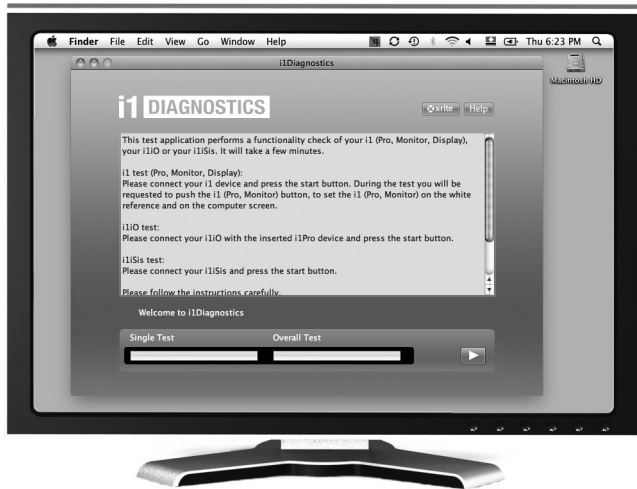 Finder File Edit View Go Window Help Thu 6:23 PM
i1Diagnostics
Macintosh HD
i1 DIAGNOSTICS
xrite Help
This test application performs a functionality check of your i1 (Pro, Monitor, Display),
your i1iO or your i1iSis. It will take a few minutes.
i1 test (Pro, Monitor, Display):
Please connect your i1 device and press the start button. During the test you will be
requested to push the i1 (Pro, Monitor) button, to set the i1 (Pro, Monitor) on the white
reference and on the computer screen.
i1iO test:
Please connect your i1iO with the inserted i1Pro device and press the start button.
i1iSis test:
Please connect your i1iSis and press the start button.
Please follow the instructions carefully.
Welcome to i1Diagnostics
Single Test Overall Test